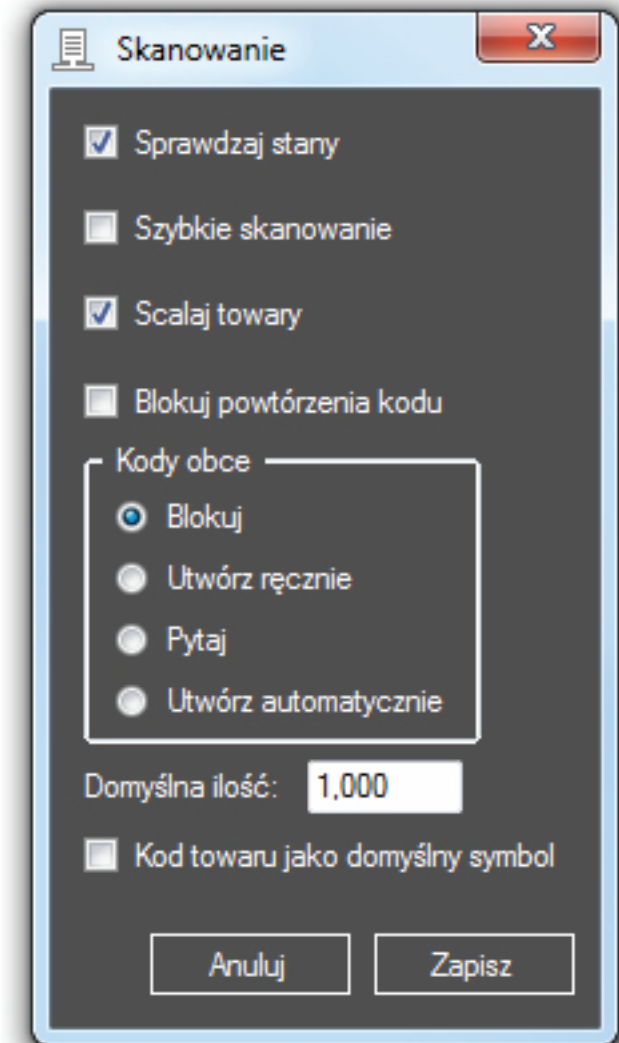 Skanowanie
Sprawdzaj stany
Szybkie skanowanie
Scalaj towary
Blokuj powtórzenia kodu
Kody obce
Blokuj
Utwórz ręcznie
Pytaj
Utwórz automatycznie
Domyślna ilość: 1,000
Kod towaru jako domyślny symbol
Anuluj Zapisz